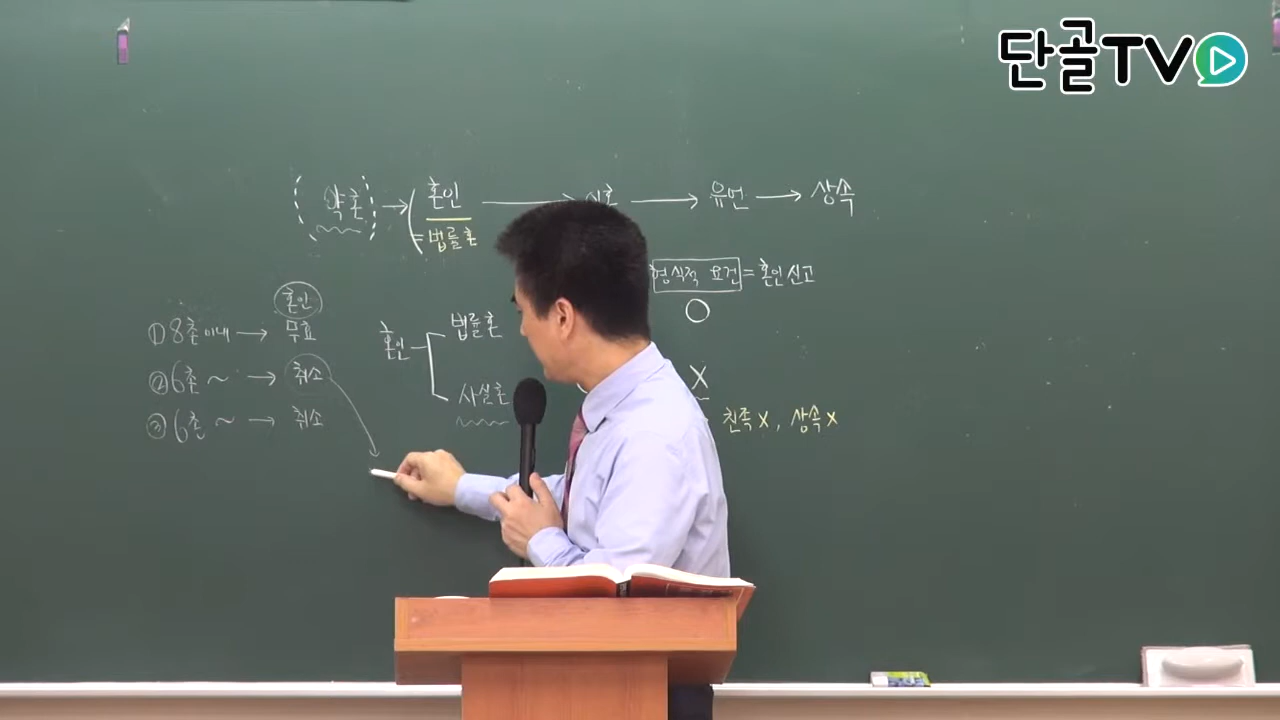 단골TV
약혼 → 혼인 → → 유언 → 상속
= 법률혼
형식적 요건 = 혼인신고
○
혼인
① 8촌 이내 → 무효
② 6촌 ~ → 취소
③ 6촌 ~ → 취소
혼인
법률혼
사실혼
X
친족 X, 상속 X